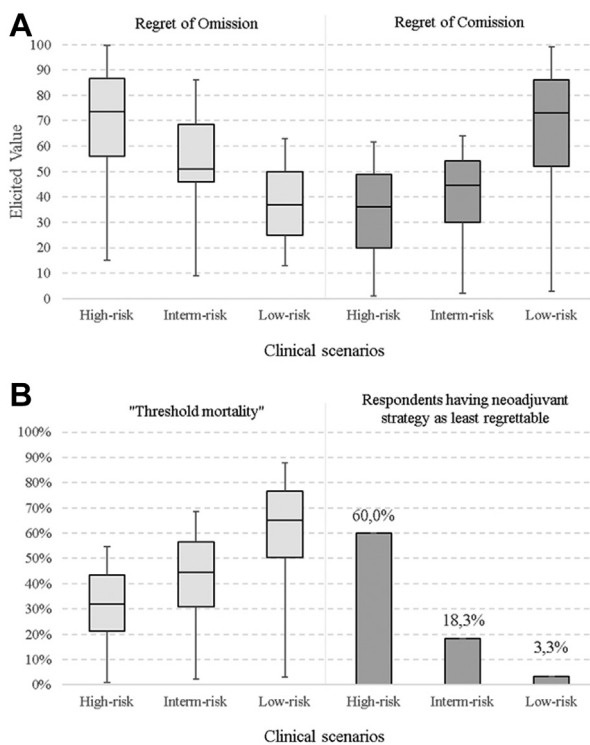 A
Regret of Omission
Regret of Comission
Elicited Value
100
90
80
70
60
50
40
30
20
10
0
High-risk
Interm-risk
Low-risk
High-risk
Interm-risk
Low-risk
Clinical scenarios
B
"Threshold mortality"
Respondents having neoadjuvant
strategy as least regrettable
100%
90%
80%
70%
60%
50%
40%
30%
20%
10%
0%
60,0%
18,3%
3,3%
High-risk
Interm-risk
Low-risk
High-risk
Interm-risk
Low-risk
Clinical scenarios